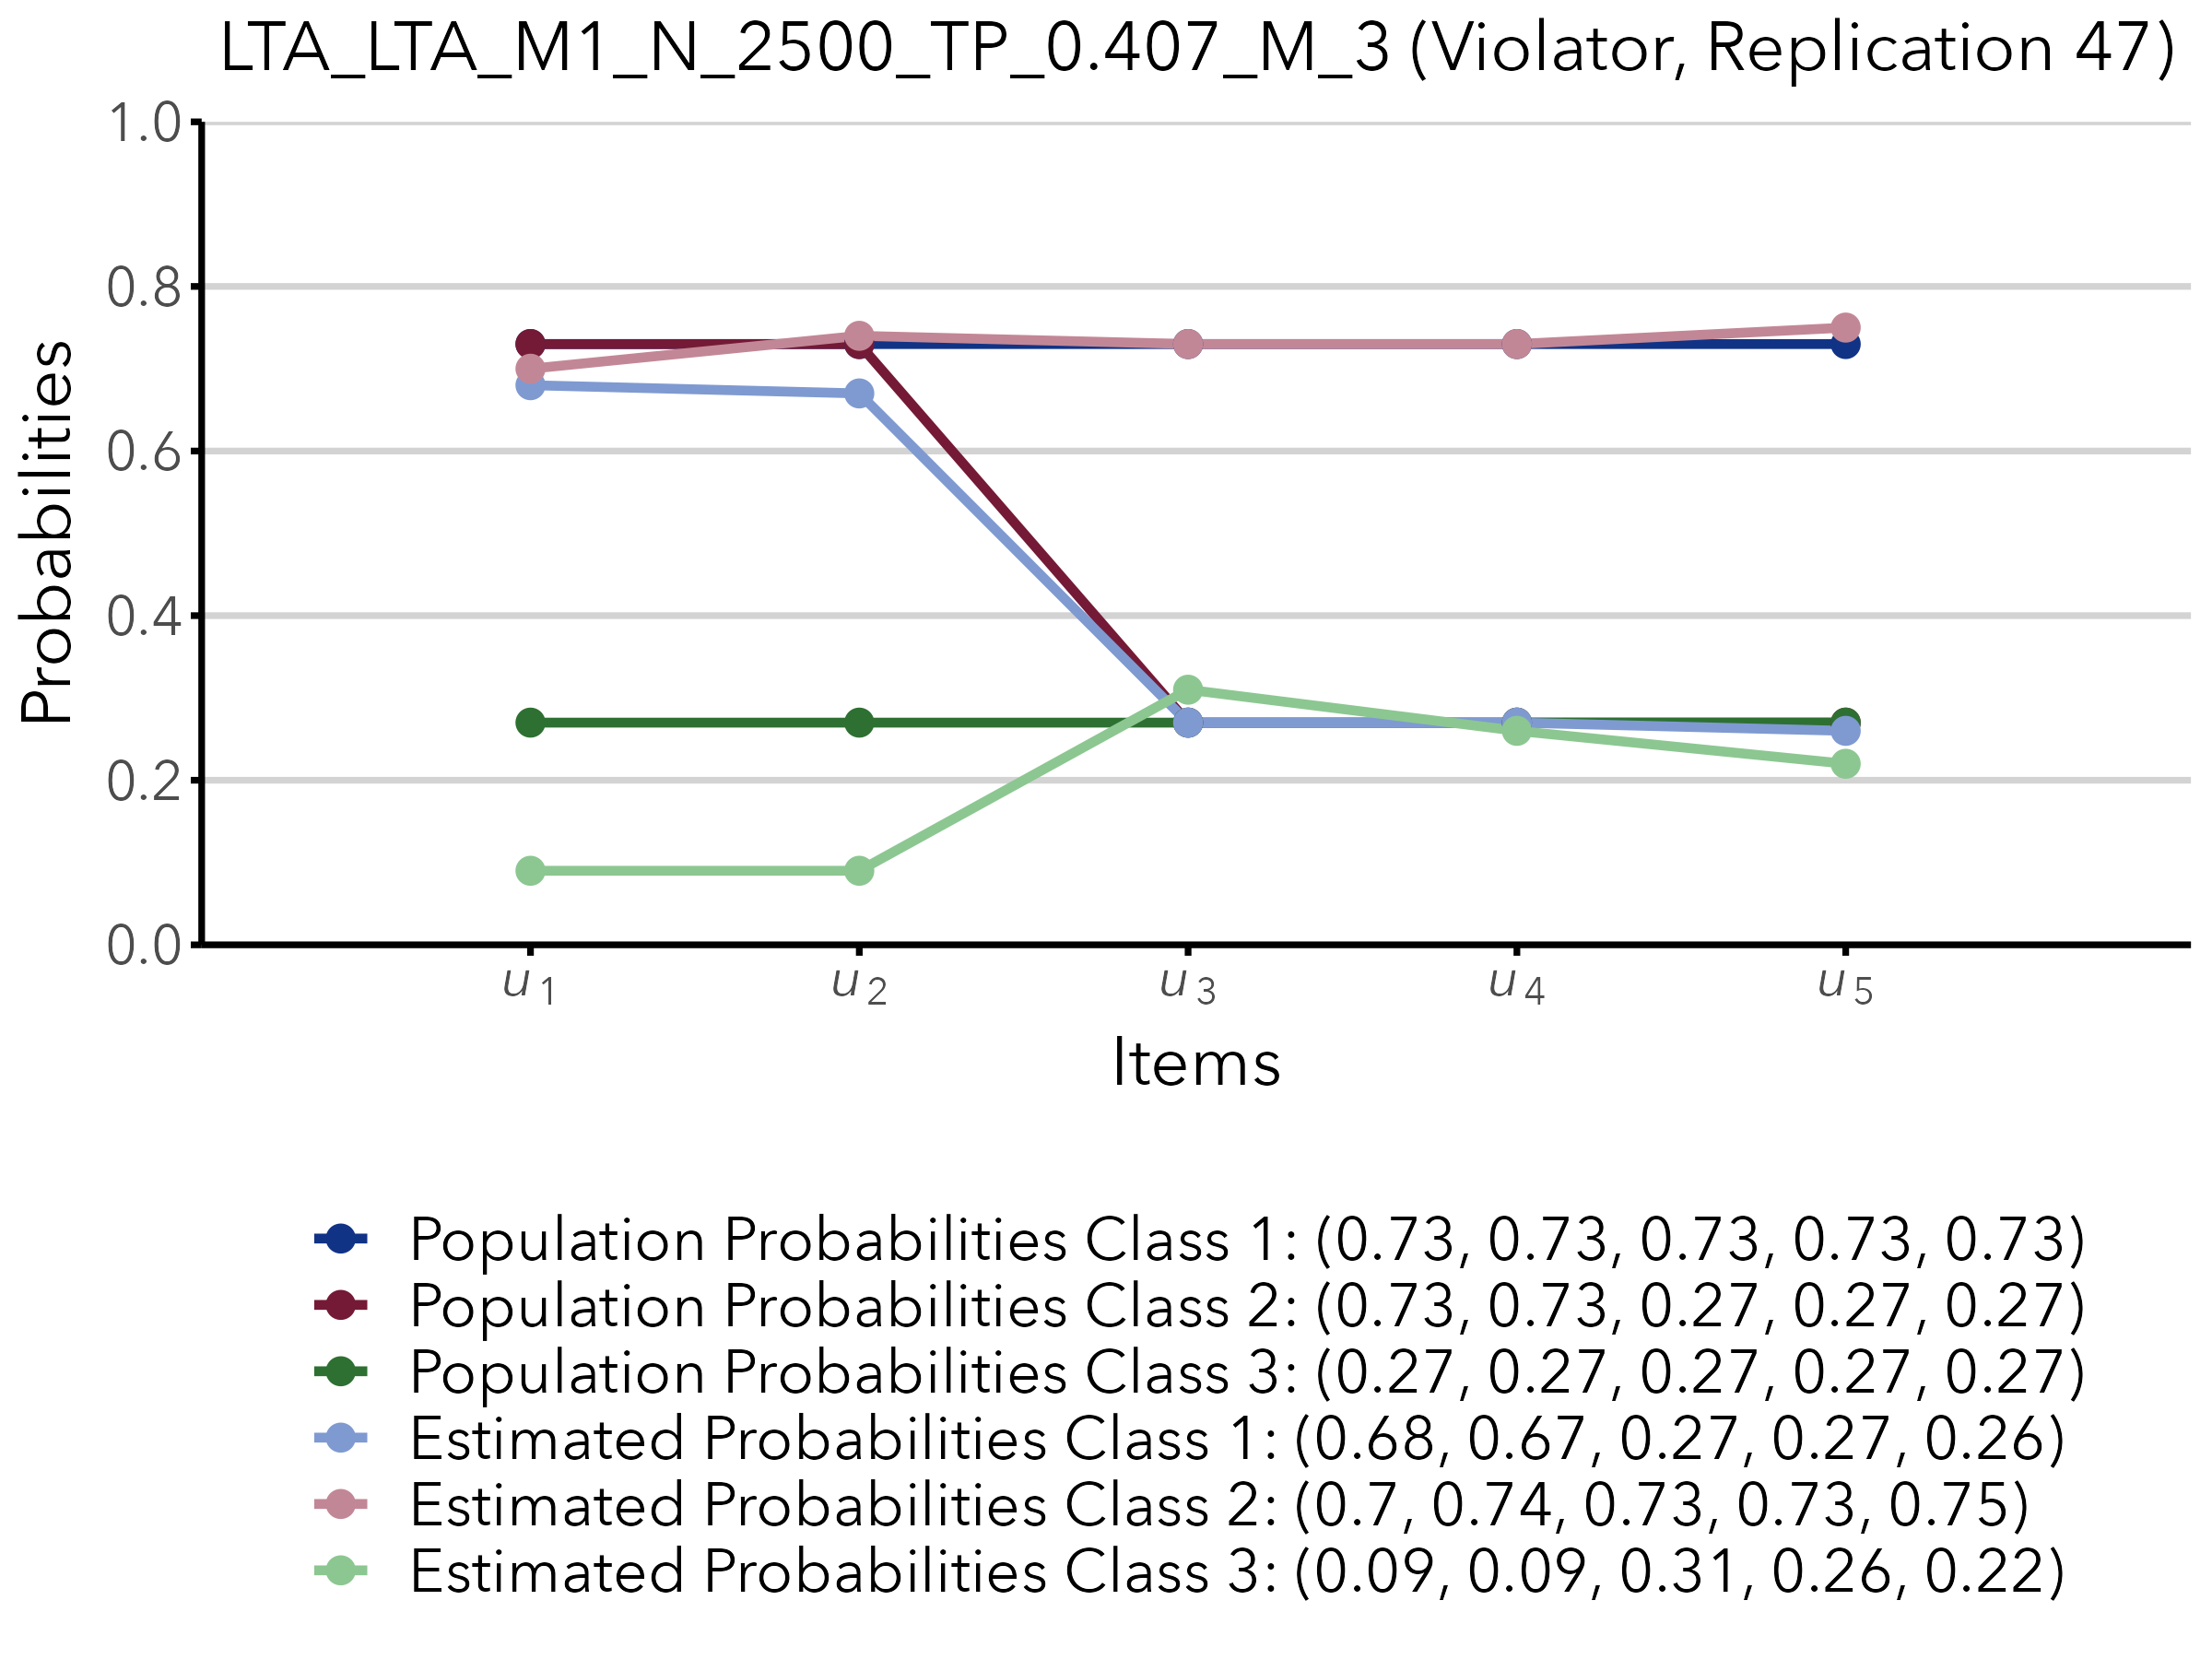 LTA_LTA_M1_N_2500_TP_0.407_M_3 (Violator, Replication 47)
1.0
0.8
0.6
0.4
0.2
0.0
Probabilities
u1 u2 u3 u4 u5
Items
Population Probabilities Class 1: (0.73, 0.73, 0.73, 0.73, 0.73)
Population Probabilities Class 2: (0.73, 0.73, 0.27, 0.27, 0.27)
Population Probabilities Class 3: (0.27, 0.27, 0.27, 0.27, 0.27)
Estimated Probabilities Class 1: (0.68, 0.67, 0.27, 0.27, 0.26)
Estimated Probabilities Class 2: (0.7, 0.74, 0.73, 0.73, 0.75)
Estimated Probabilities Class 3: (0.09, 0.09, 0.31, 0.26, 0.22)